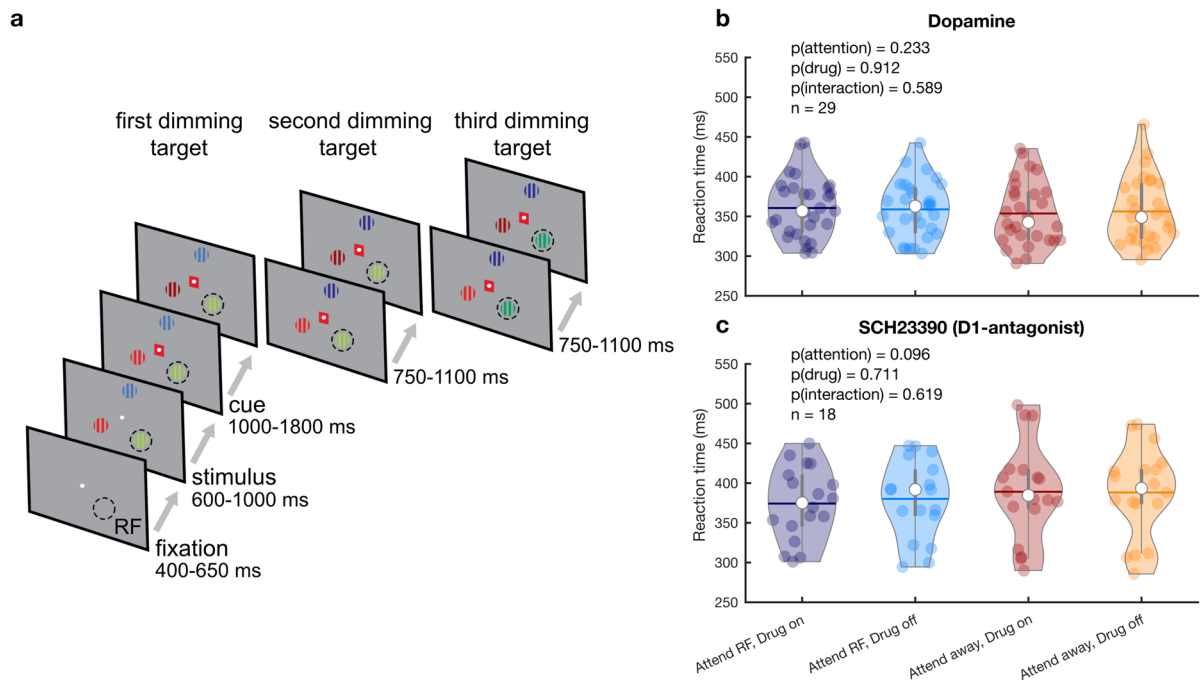 a
first dimming
target
second dimming
target
third dimming
target
RF
fixation
400-650 ms
stimulus
600-1000 ms
cue
1000-1800 ms
750-1100 ms
750-1100 ms
b
Dopamine
p(attention) = 0.233
p(drug) = 0.912
p(interaction) = 0.589
n = 29
Reaction time (ms)
550
500
450
400
350
300
250
c
SCH23390 (D1-antagonist)
p(attention) = 0.096
p(drug) = 0.711
p(interaction) = 0.619
n = 18
Reaction time (ms)
550
500
450
400
350
300
250
Attend RF, Drug on
Attend RF, Drug off
Attend away, Drug on
Attend away, Drug off